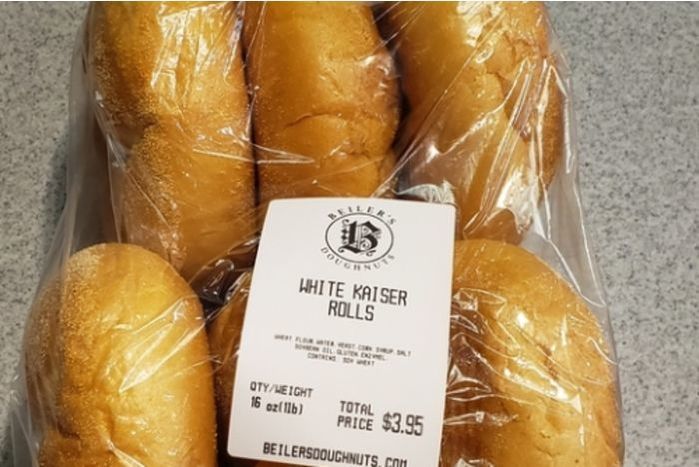 BEILER'S
B
DOUGHNUTS
WHITE KAISER
ROLLS
WHEAT FLOUR,WATER,YEAST,CORN SYRUP,SALT
SOYBEAN OIL,GLUTEN,ENZYME.
CONTAINS: SOY WHEAT
QTY/WEIGHT
16 oz(1lb)
TOTAL
PRICE $3.95
BEILERSDOUGHNUTS.COM